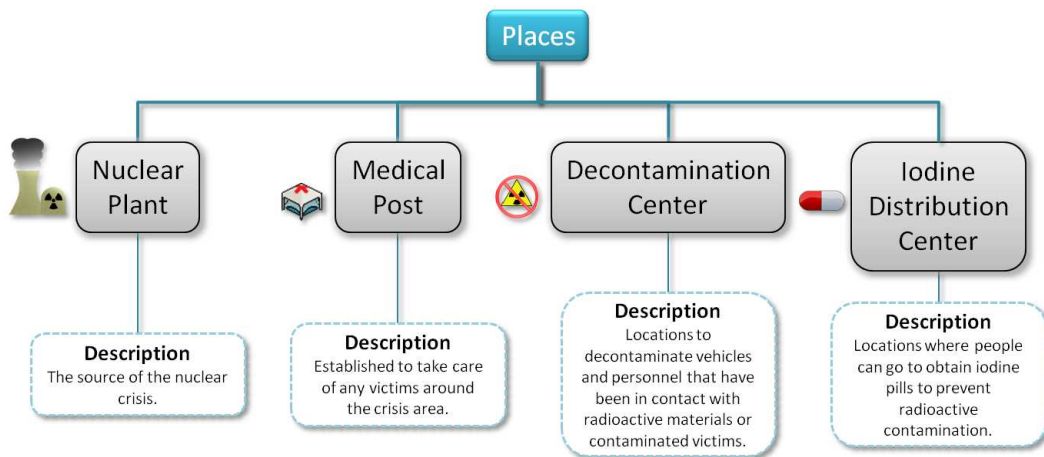 Places
Nuclear
Plant
Medical
Post
Decontamination
Center
Iodine
Distribution
Center
Description
The source of the nuclear
crisis.
Description
Established to take care of
any victims around
the crisis area.
Description
Locations to
decontaminate vehicles
and personnel that have
been in contact with
radioactive materials or
contaminated victims.
Description
Locations where people
can go to obtain iodine
pills to prevent
radioactive
contamination.